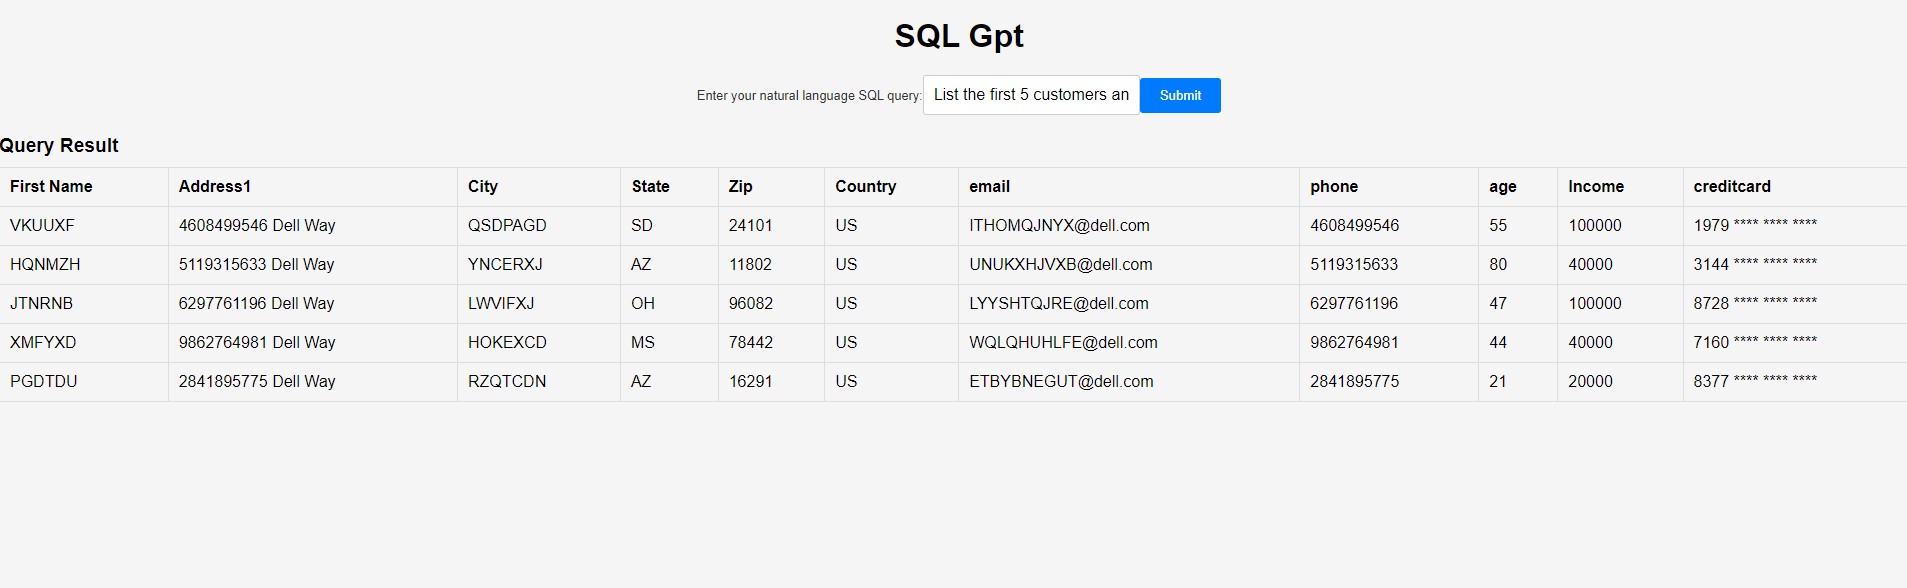 SQL Gpt
Enter your natural language SQL query: List the first 5 customers an Submit
Query Result
First Name Address1 City State Zip Country email phone age Income creditcard
VKUUXF 4608499546 Dell Way QSDPAGD SD 24101 US ITHOMQJNYX@dell.com 4608499546 55 100000 1979 **** **** ****
HQNMZH 5119315633 Dell Way YNCERXJ AZ 11802 US UNUKXHJVXB@dell.com 5119315633 80 40000 3144 **** **** ****
JTNRNB 6297761196 Dell Way LWVIFXJ OH 96082 US LYYSHTQJRE@dell.com 6297761196 47 100000 8728 **** **** ****
XMFYXD 9862764981 Dell Way HOKEXCD MS 78442 US WQLQHUHLFE@dell.com 9862764981 44 40000 7160 **** **** ****
PGDTDU 2841895775 Dell Way RZQTCDN AZ 16291 US ETBYBNEGUT@dell.com 2841895775 21 20000 8377 **** **** ****